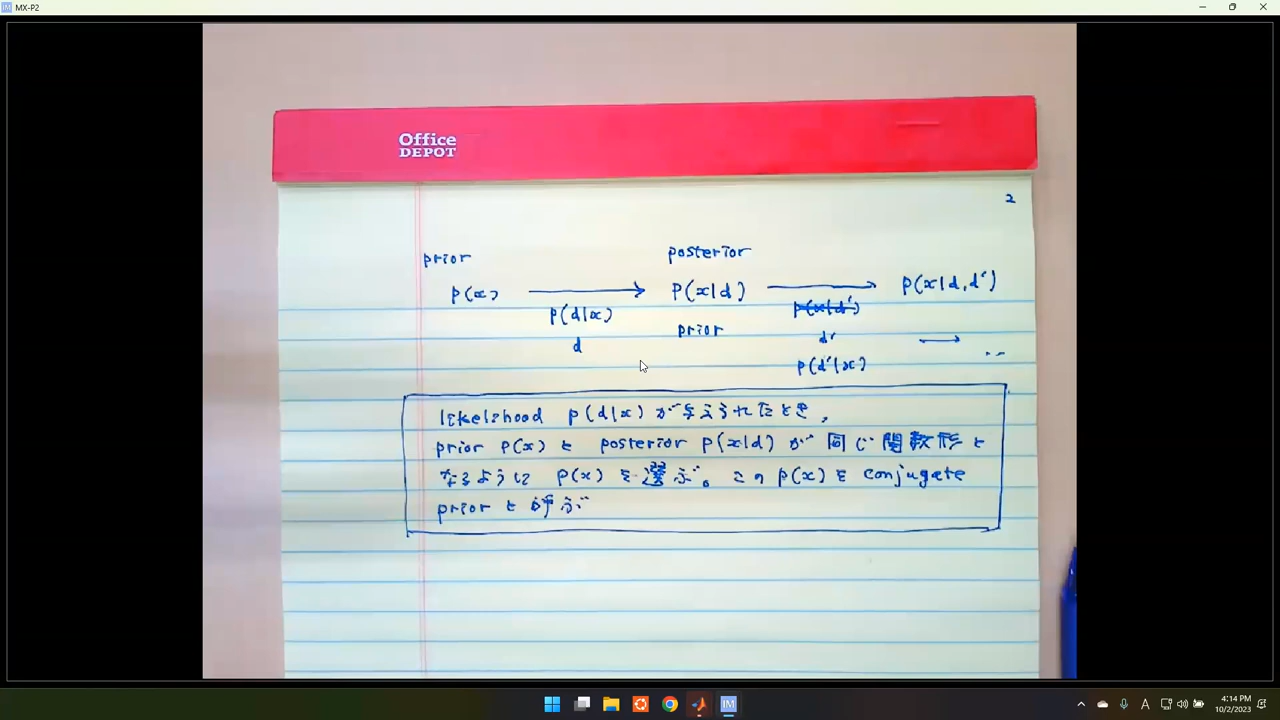 MX-P2
Office
DEPOT
2
prior
posterior
p(x)
p(x|d)
p(x|d,d')
p(d|x)
p(x|d')
prior
d
d'
p(d'|x)
...
likelihood p(d|x)が与えられたとき,
prior p(x)と posterior p(x|d)が同じ関数形と
なるように p(x)を選ぶ。この p(x)を conjugate
prior と呼ぶ
A
4:14 PM
10/2/2023